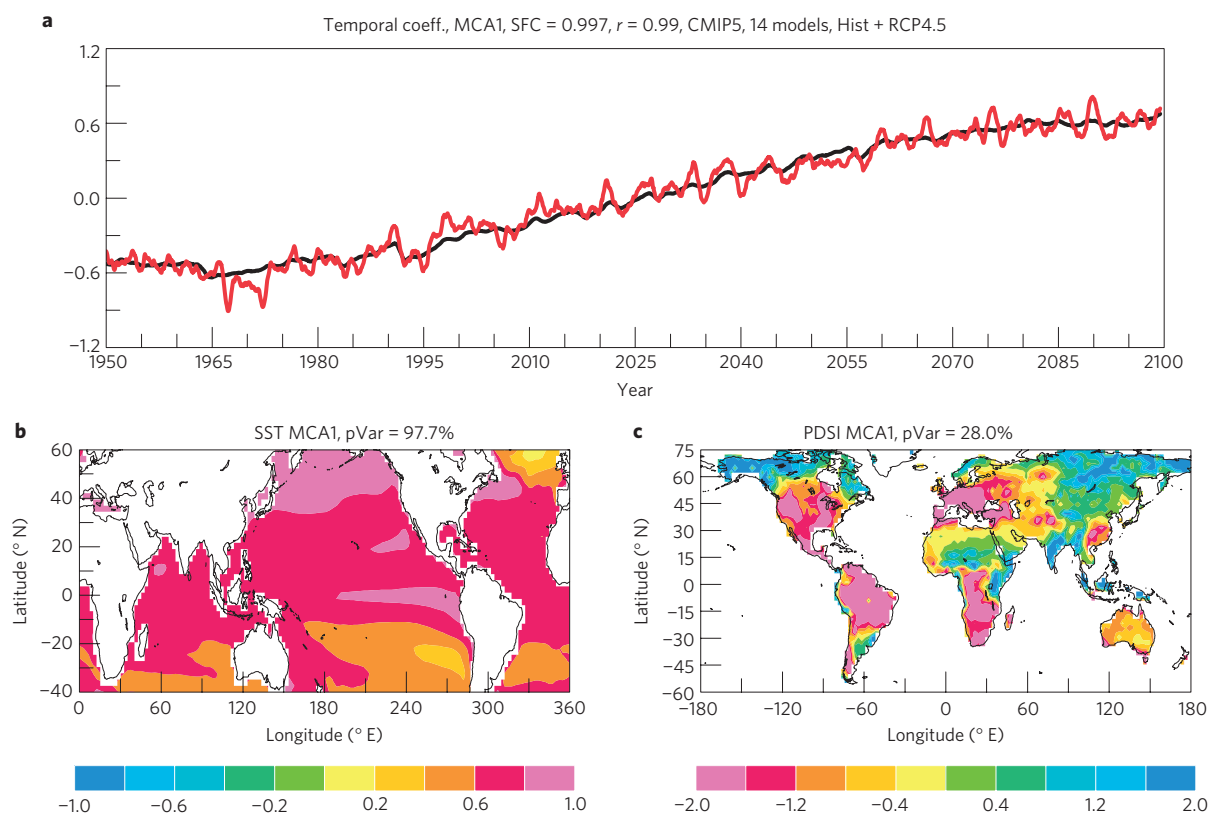 a
Temporal coeff., MCA1, SFC = 0.997, r = 0.99, CMIP5, 14 models, Hist + RCP4.5
1.2
0.6
0.0
−0.6
−1.2
1950 1965 1980 1995 2010 2025 2040 2055 2070 2085 2100
Year
b
SST MCA1, pVar = 97.7%
60
40
20
0
−20
−40
Latitude (° N)
0 60 120 180 240 300 360
Longitude (° E)
−1.0 −0.6 −0.2 0.2 0.6 1.0
c
PDSI MCA1, pVar = 28.0%
75
60
45
30
15
0
−15
−30
−45
−60
Latitude (° N)
−180 −120 −60 0 60 120 180
Longitude (° E)
−2.0 −1.2 −0.4 0.4 1.2 2.0